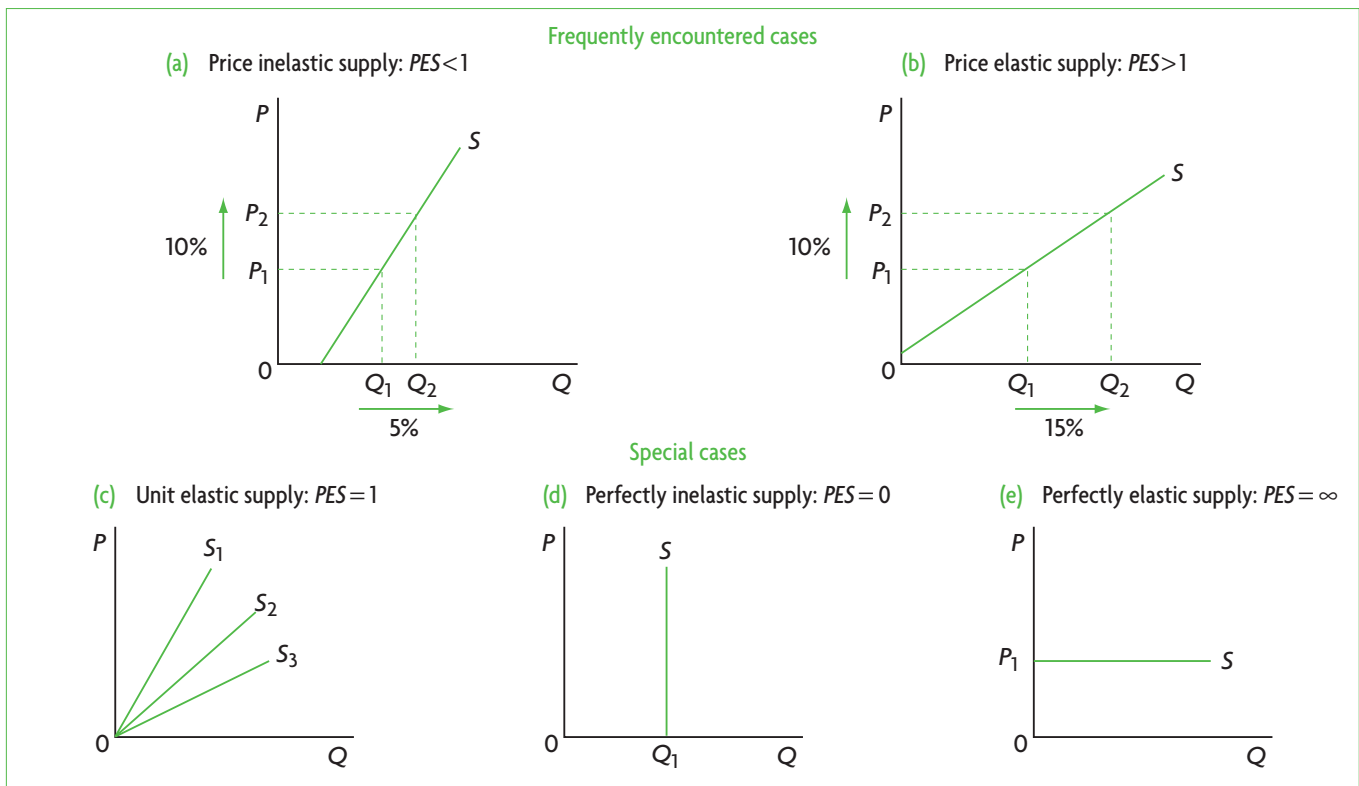 Frequently encountered cases
(a) Price inelastic supply: PES<1
P
S
P2
10%
P1
0
Q1 Q2 Q
5%
(b) Price elastic supply: PES>1
P
S
P2
10%
P1
0
Q1 Q2 Q
15%
Special cases
(c) Unit elastic supply: PES=1
P
S1
S2
S3
0
Q
(d) Perfectly inelastic supply: PES=0
P
S
0
Q1 Q
(e) Perfectly elastic supply: PES=∞
P
P1 S
0
Q